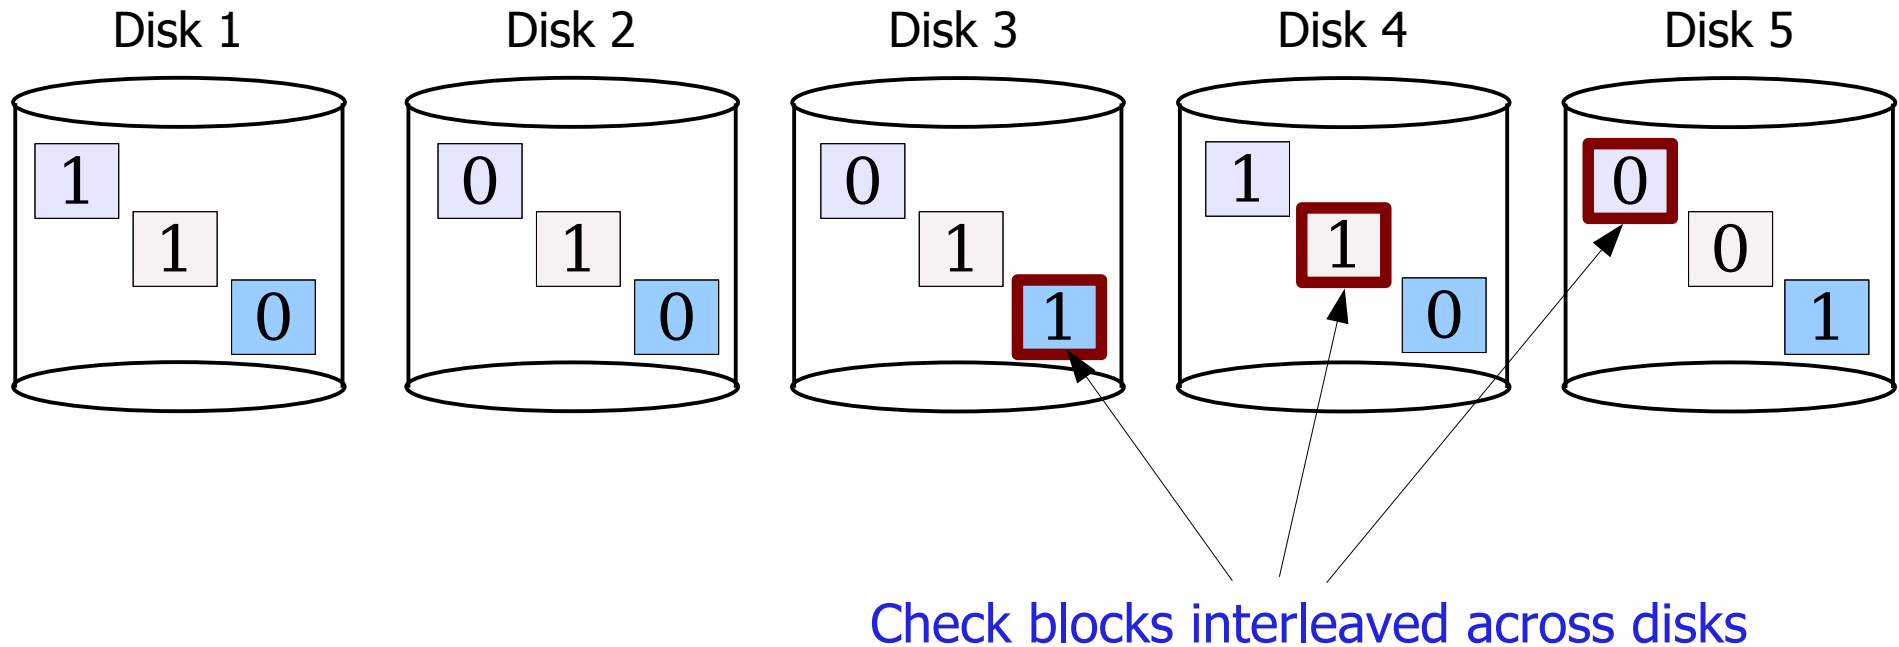 Disk 1 Disk 2 Disk 3 Disk 4 Disk 5
1 0 0 1 0
1 1 1 1 0
0 0 1 0 1
Check blocks interleaved across disks